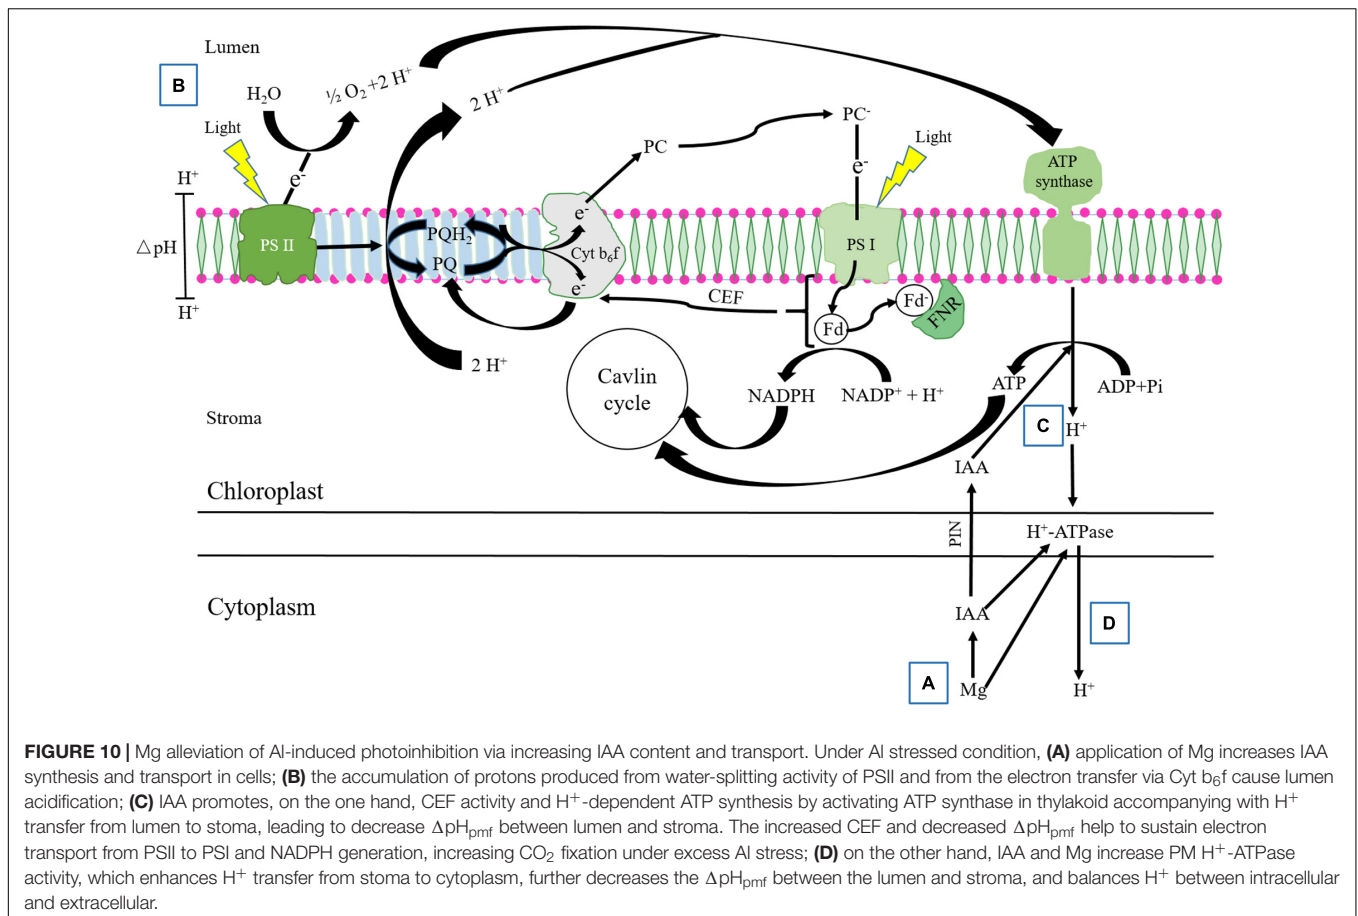 Lumen
B
H₂O
½ O₂+2 H⁺
2 H⁺
Light
e⁻
H⁺
△pH
H⁺
PS II
PQH₂
PQ
e⁻
Cyt b₆f
e⁻
PC
PC⁻
e⁻
Light
PS I
ATP
synthase
CEF
Fd
Fd⁻
FNR
2 H⁺
Cavlin
cycle
NADPH
NADP⁺ + H⁺
ATP
ADP+Pi
Stroma
C
H⁺
IAA
Chloroplast
PIN
H⁺-ATPase
Cytoplasm
IAA
D
A
Mg
H⁺
FIGURE 10 | Mg alleviation of Al-induced photoinhibition via increasing IAA content and transport. Under Al stressed condition, (A) application of Mg increases IAA
synthesis and transport in cells; (B) the accumulation of protons produced from water-splitting activity of PSII and from the electron transfer via Cyt b₆f cause lumen
acidification; (C) IAA promotes, on the one hand, CEF activity and H⁺-dependent ATP synthesis by activating ATP synthase in thylakoid accompanying with H⁺
transfer from lumen to stoma, leading to decrease ΔpHpmf between lumen and stroma. The increased CEF and decreased ΔpHpmf help to sustain electron
transport from PSII to PSI and NADPH generation, increasing CO₂ fixation under excess Al stress; (D) on the other hand, IAA and Mg increase PM H⁺-ATPase
activity, which enhances H⁺ transfer from stoma to cytoplasm, further decreases the ΔpHpmf between the lumen and stroma, and balances H⁺ between intracellular
and extracellular.